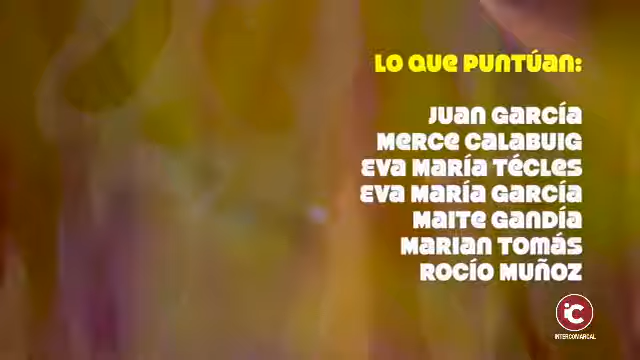 Lo que puntúan:
Juan García
Merce Calabuig
Eva María Técles
Eva María García
Maite Gandía
Marian Tomás
Rocío Muñoz
iC
INTERCOMARCAL